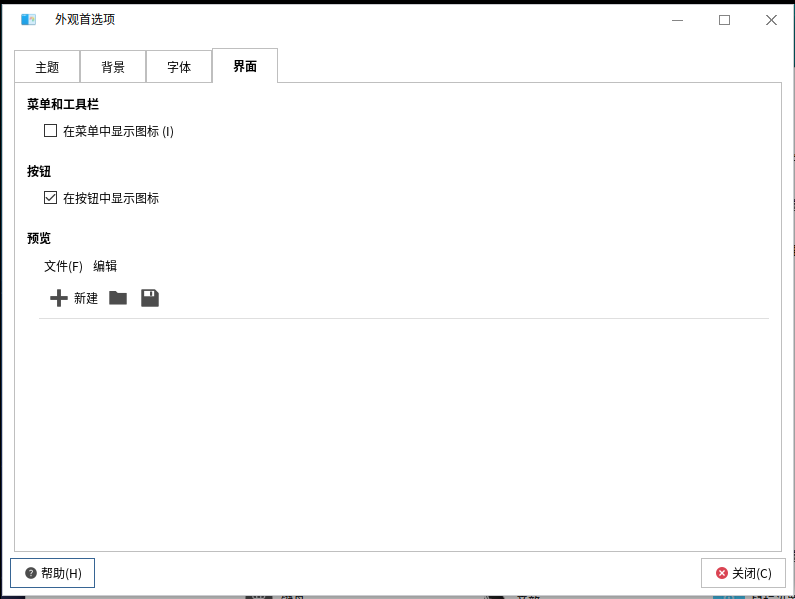 外观首选项
主题 背景 字体 界面
菜单和工具栏
在菜单中显示图标 (I)
按钮
在按钮中显示图标
预览
文件(F) 编辑
新建
帮助(H) 关闭(C)